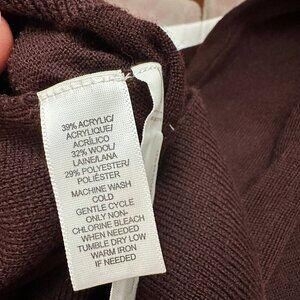 39% ACRYLIC/
ACRYLIQUE/
ACRÍLICO
32% WOOL/
LAINE/LANA
29% POLYESTER/
POLIÉSTER
MACHINE WASH
COLD
GENTLE CYCLE
ONLY NON-
CHLORINE BLEACH
WHEN NEEDED
TUMBLE DRY LOW
WARM IRON
IF NEEDED